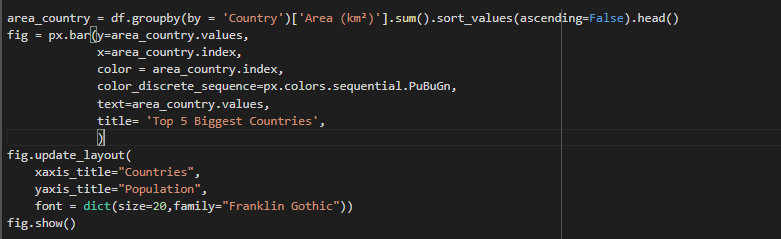 area_country = df.groupby(by = 'Country')['Area (km²)'].sum().sort_values(ascending=False).head()
fig = px.bar(y=area_country.values,
             x=area_country.index,
             color = area_country.index,
             color_discrete_sequence=px.colors.sequential.PuBuGn,
             text=area_country.values,
             title= 'Top 5 Biggest Countries',
             )
fig.update_layout(
    xaxis_title="Countries",
    yaxis_title="Population",
    font = dict(size=20,family="Franklin Gothic"))
fig.show()